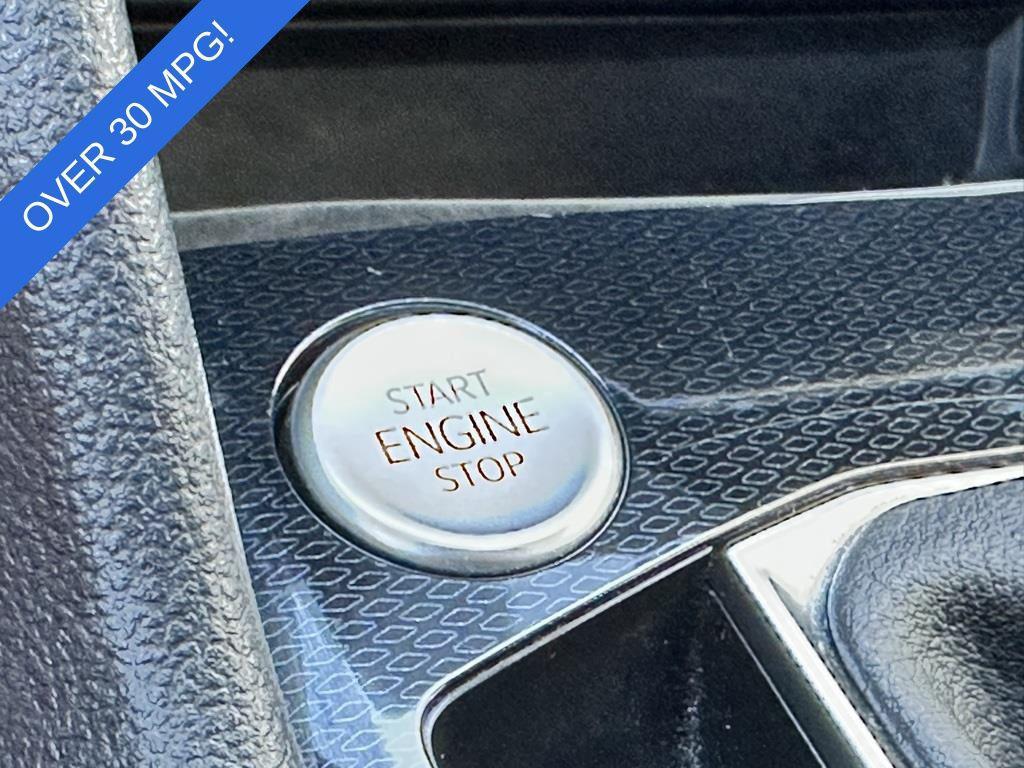 OVER 30 MPG!
START
ENGINE
STOP